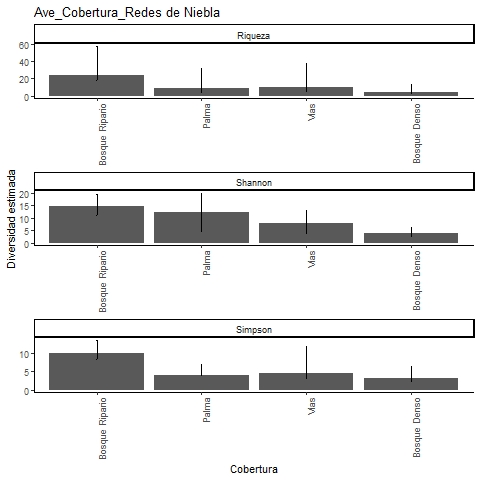 Ave_Cobertura_Redes de Niebla
Diversidad estimada
Riqueza
60
40
20
0
Bosque Ripario
Palma
Vias
Bosque Denso
Shannon
20
15
10
5
0
Bosque Ripario
Palma
Vias
Bosque Denso
Simpson
10
5
0
Bosque Ripario
Palma
Vias
Bosque Denso
Cobertura